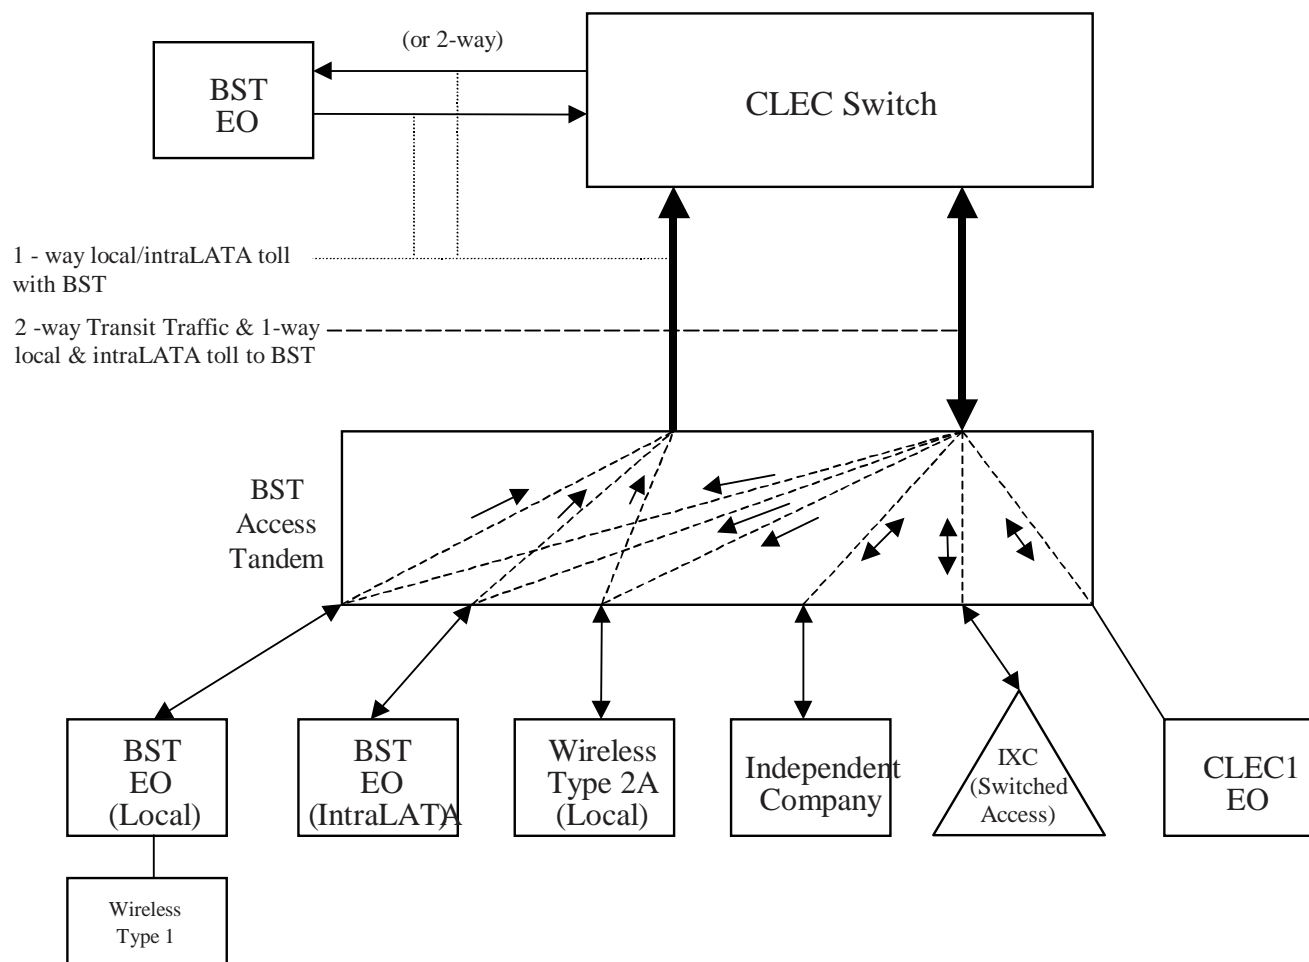 (or 2-way)
BST
EO
CLEC Switch
1 - way local/intraLATA toll
with BST
2 -way Transit Traffic & 1-way
local & intraLATA toll to BST
BST
Access
Tandem
BST
EO
(Local)
BST
EO
(IntraLATA)
Wireless
Type 2A
(Local)
Independent
Company
IXC
(Switched
Access)
CLEC1
EO
Wireless
Type 1